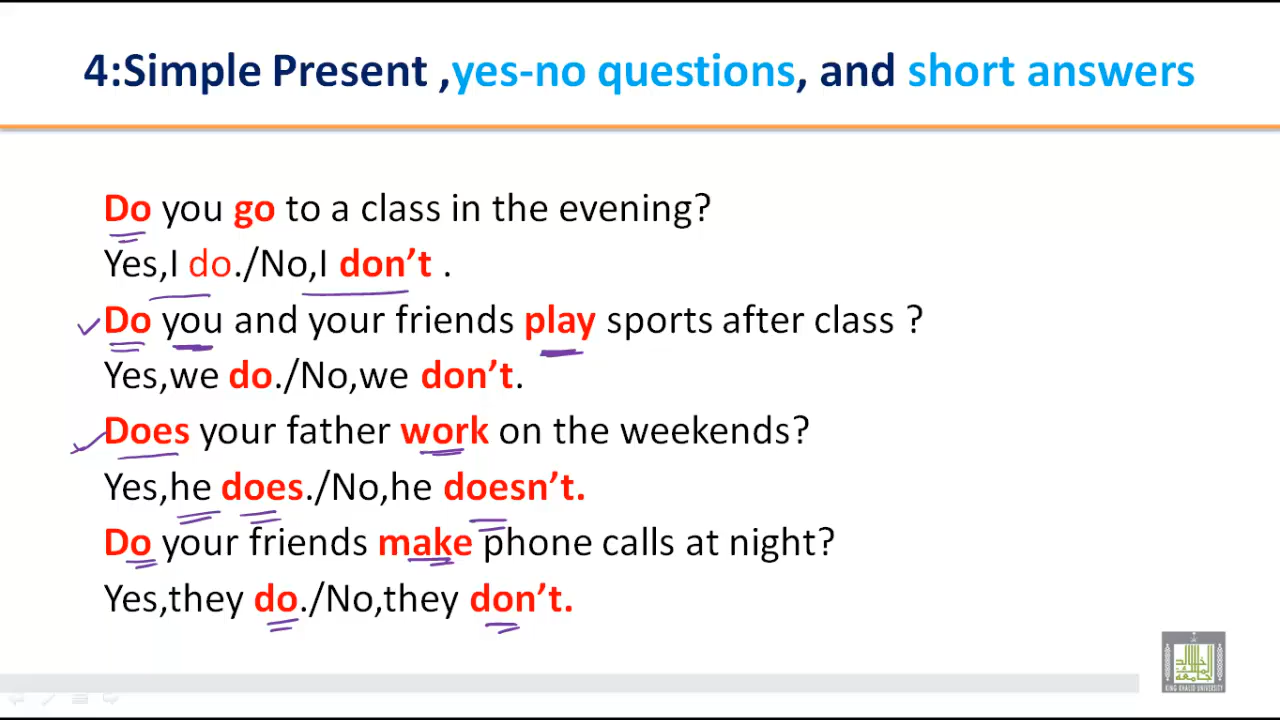 4:Simple Present ,yes-no questions, and short answers
Do you go to a class in the evening?
Yes,I do./No,I don’t .
Do you and your friends play sports after class ?
Yes,we do./No,we don’t.
Does your father work on the weekends?
Yes,he does./No,he doesn’t.
Do your friends make phone calls at night?
Yes,they do./No,they don’t.
KING KHALID UNIVERSITY